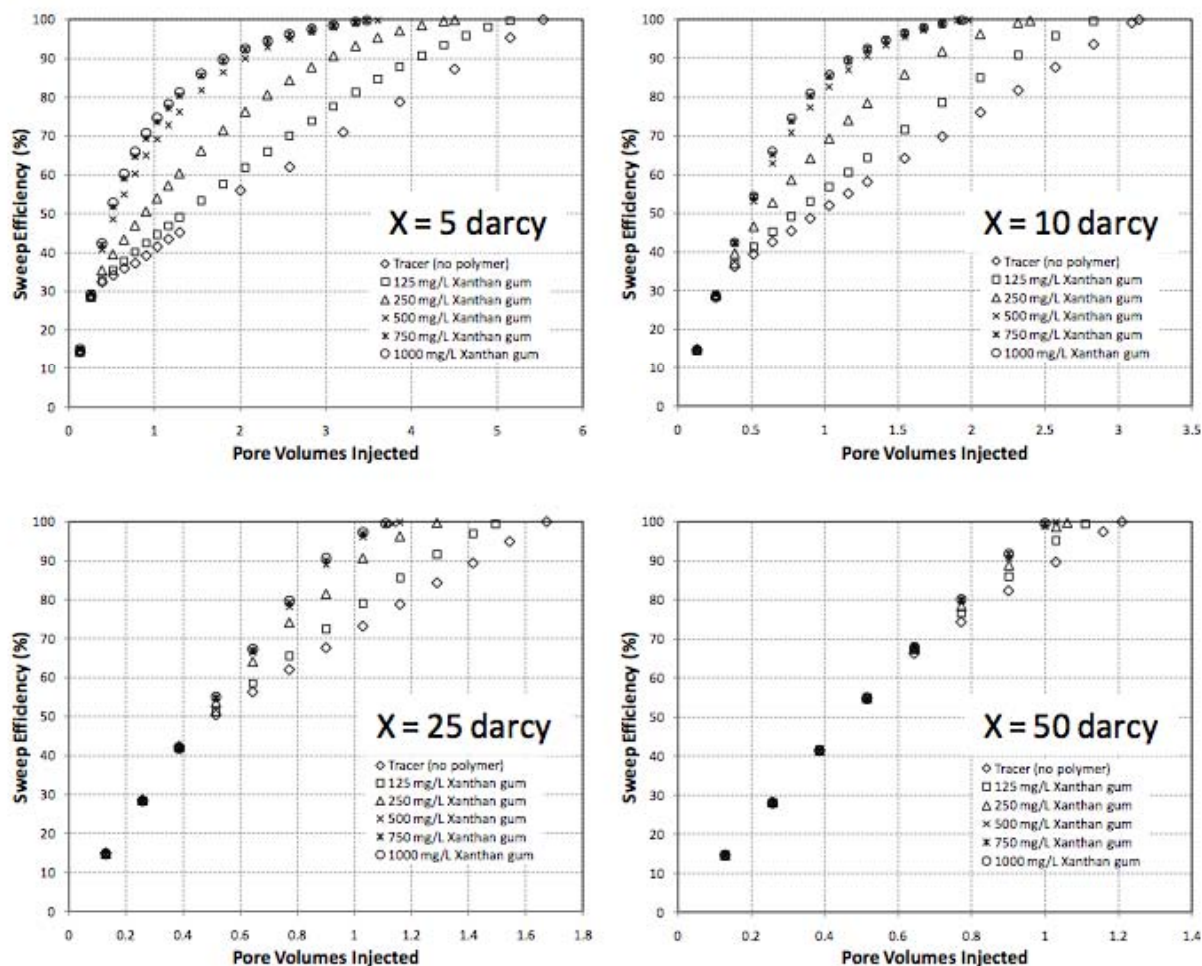 Sweep Efficiency (%)
100
90
80
70
60
50
40
30
20
10
0
X = 5 darcy
Tracer (no polymer)
125 mg/L Xanthan gum
250 mg/L Xanthan gum
500 mg/L Xanthan gum
750 mg/L Xanthan gum
1000 mg/L Xanthan gum
0 1 2 3 4 5 6
Pore Volumes Injected
Sweep Efficiency (%)
100
90
80
70
60
50
40
30
20
10
0
X = 10 darcy
Tracer (no polymer)
125 mg/L Xanthan gum
250 mg/L Xanthan gum
500 mg/L Xanthan gum
750 mg/L Xanthan gum
1000 mg/L Xanthan gum
0 0.5 1 1.5 2 2.5 3 3.5
Pore Volumes Injected
Sweep Efficiency (%)
100
90
80
70
60
50
40
30
20
10
0
X = 25 darcy
Tracer (no polymer)
125 mg/L Xanthan gum
250 mg/L Xanthan gum
500 mg/L Xanthan gum
750 mg/L Xanthan gum
1000 mg/L Xanthan gum
0 0.2 0.4 0.6 0.8 1 1.2 1.4 1.6 1.8
Pore Volumes Injected
Sweep Efficiency (%)
100
90
80
70
60
50
40
30
20
10
0
X = 50 darcy
Tracer (no polymer)
125 mg/L Xanthan gum
250 mg/L Xanthan gum
500 mg/L Xanthan gum
750 mg/L Xanthan gum
1000 mg/L Xanthan gum
0 0.2 0.4 0.6 0.8 1 1.2 1.4
Pore Volumes Injected